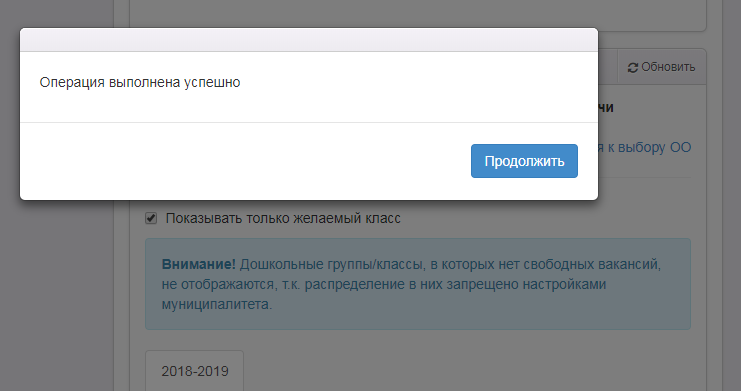 Операция выполнена успешно
Обновить
Продолжить
к выбору ОО
Показывать только желаемый класс
Внимание! Дошкольные группы/классы, в которых нет свободных вакансий,
не отображаются, т.к. распределение в них запрещено настройками
муниципалитета.
2018-2019